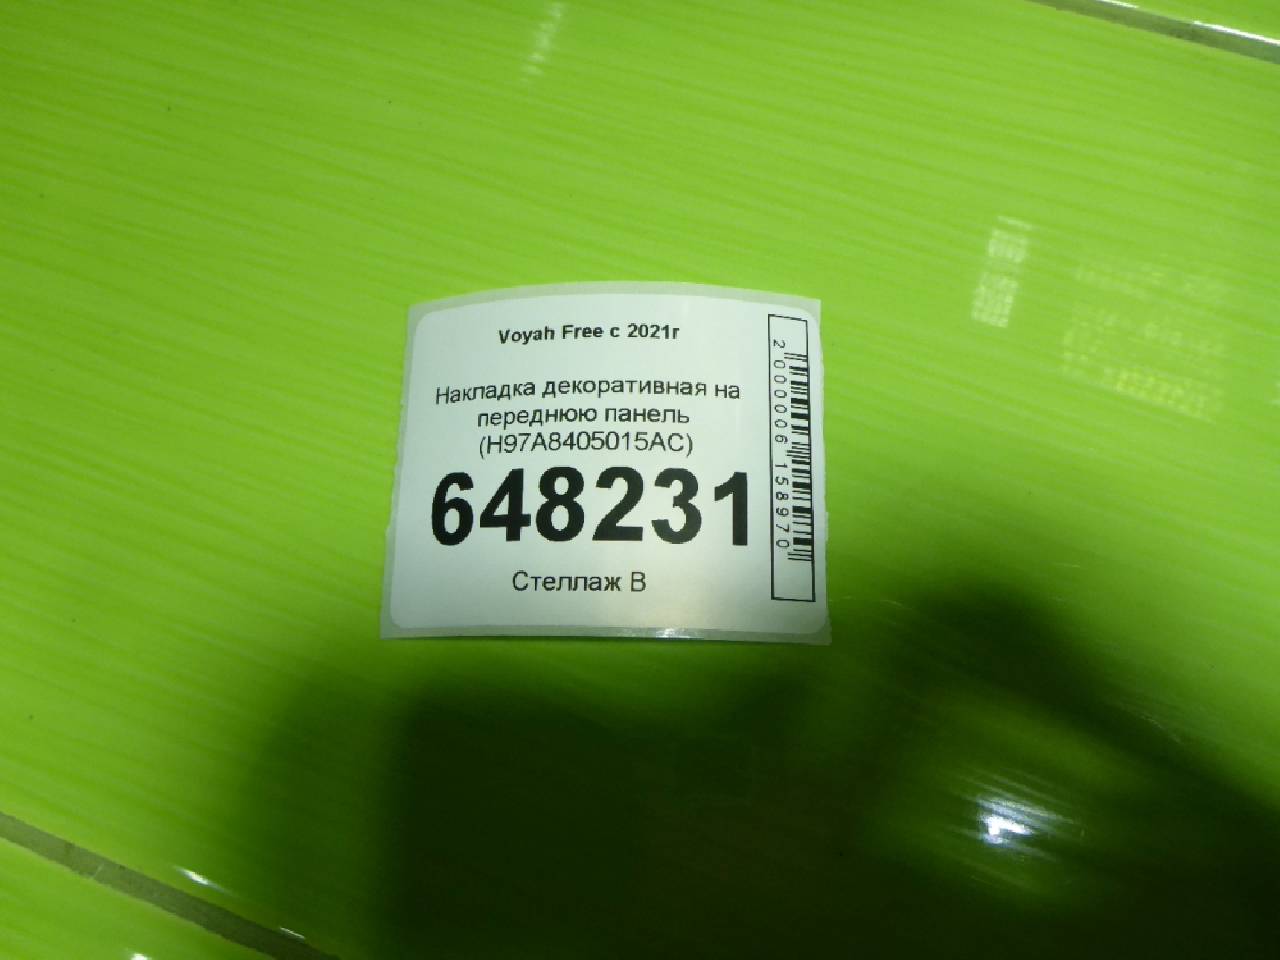 Voyah Free с 2021г
Накладка декоративная на
переднюю панель
(H97A8405015AC)
648231
Стеллаж В
2000006158970